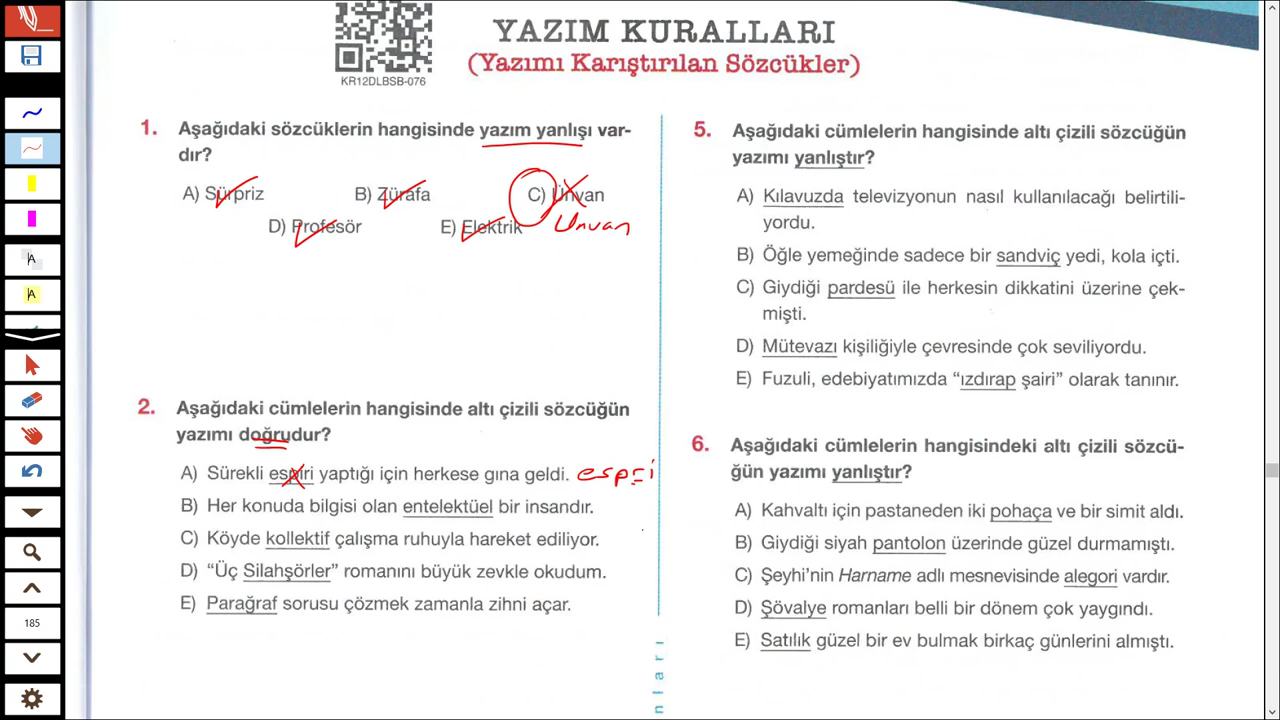 YAZIM KURALLARI
(Yazımı Karıştırılan Sözcükler)
KR12DLBSB-076
1. Aşağıdaki sözcüklerin hangisinde yazım yanlışı var-
dır?
A) Sürpriz B) Zürafa C) Ünvan
D) Profesör E) Elektrik Unvan
2. Aşağıdaki cümlelerin hangisinde altı çizili sözcüğün
yazımı doğrudur?
A) Sürekli espiri yaptığı için herkese gına geldi. espri
B) Her konuda bilgisi olan entelektüel bir insandır.
C) Köyde kollektif çalışma ruhuyla hareket ediliyor.
D) “Üç Silahşörler” romanını büyük zevkle okudum.
E) Parağraf sorusu çözmek zamanla zihni açar.
5. Aşağıdaki cümlelerin hangisinde altı çizili sözcüğün
yazımı yanlıştır?
A) Kılavuzda televizyonun nasıl kullanılacağı belirtili-
yordu.
B) Öğle yemeğinde sadece bir sandviç yedi, kola içti.
C) Giydiği pardesü ile herkesin dikkatini üzerine çek-
mişti.
D) Mütevazı kişiliğiyle çevresinde çok seviliyordu.
E) Fuzuli, edebiyatımızda “ızdırap şairi” olarak tanınır.
6. Aşağıdaki cümlelerin hangisindeki altı çizili sözcü-
ğün yazımı yanlıştır?
A) Kahvaltı için pastaneden iki pohaça ve bir simit aldı.
B) Giydiği siyah pantolon üzerinde güzel durmamıştı.
C) Şeyhi’nin Harname adlı mesnevisinde alegori vardır.
D) Şövalye romanları belli bir dönem çok yaygındı.
E) Satılık güzel bir ev bulmak birkaç günlerini almıştı.
nları
A
A
185